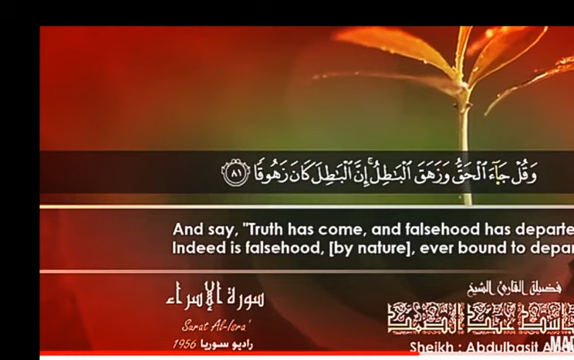 وَقُلْ جَآءَ ٱلْحَقُّ وَزَهَقَ ٱلْبَـٰطِلُ ۚ إِنَّ ٱلْبَـٰطِلَ كَانَ زَهُوقًا ﴿٨١﴾
And say, "Truth has come, and falsehood has departe
Indeed is falsehood, [by nature], ever bound to depar
سورة الإسراء
Surat Al-Isra'
راديو سوريا 1956
فضيلة القارئ الشيخ
عبد الصمد
Sheikh : Abdulbasit